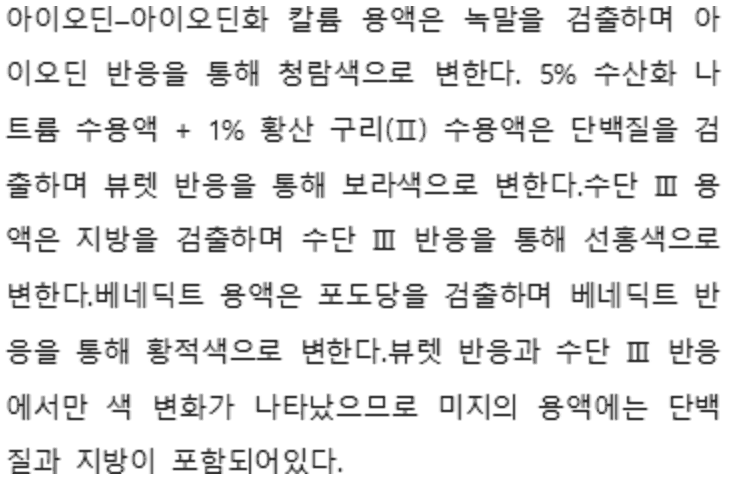 아이오딘–아이오딘화 칼륨 용액은 녹말을 검출하며 아
이오딘 반응을 통해 청람색으로 변한다. 5% 수산화 나
트륨 수용액 + 1% 황산 구리(Ⅱ) 수용액은 단백질을 검
출하며 뷰렛 반응을 통해 보라색으로 변한다.수단 Ⅲ 용
액은 지방을 검출하며 수단 Ⅲ 반응을 통해 선홍색으로
변한다.베네딕트 용액은 포도당을 검출하며 베네딕트 반
응을 통해 황적색으로 변한다.뷰렛 반응과 수단 Ⅲ 반응
에서만 색 변화가 나타났으므로 미지의 용액에는 단백
질과 지방이 포함되어있다.